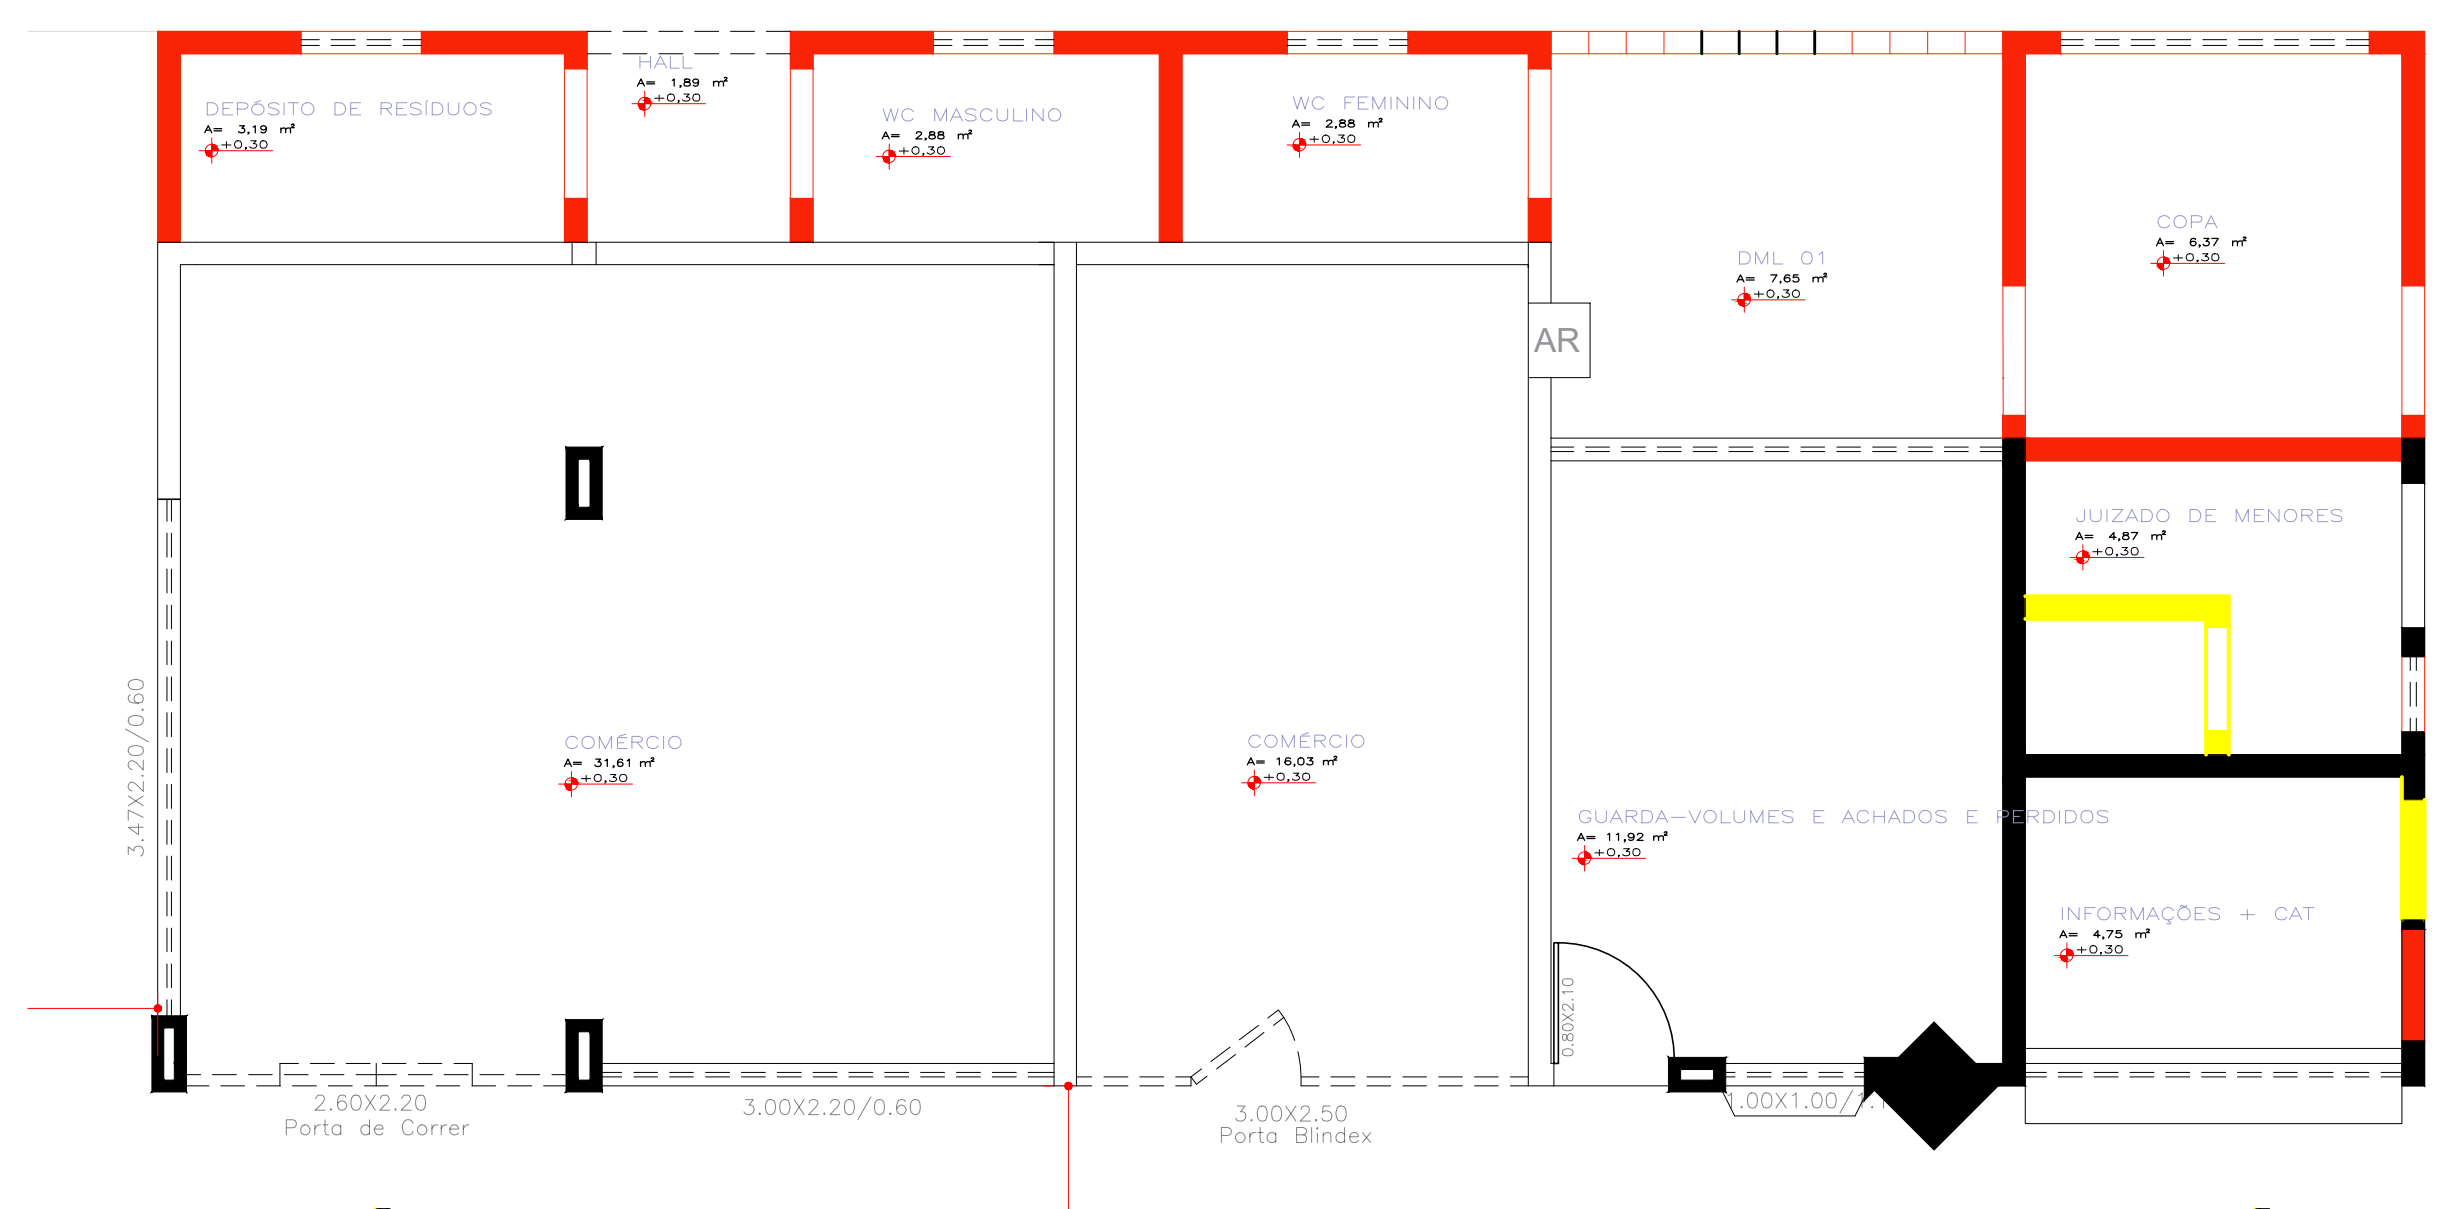 HALL
A= 1,89 m²
+0,30
DEPÓSITO DE RESÍDUOS
A= 3,19 m²
+0,30
WC MASCULINO
A= 2,88 m²
+0,30
WC FEMININO
A= 2,88 m²
+0,30
COPA
A= 6,37 m²
+0,30
DML 01
A= 7,65 m²
+0,30
AR
JUIZADO DE MENORES
A= 4,87 m²
+0,30
3.47X2.20/0.60
COMÉRCIO
A= 31,61 m²
+0,30
COMÉRCIO
A= 16,03 m²
+0,30
GUARDA-VOLUMES E ACHADOS E PERDIDOS
A= 11,92 m²
+0,30
INFORMAÇÕES + CAT
A= 4,75 m²
+0,30
0.80X2.10
2.60X2.20
Porta de Correr
3.00X2.20/0.60
3.00X2.50
Porta Blindex
1.00X1.00/1.1